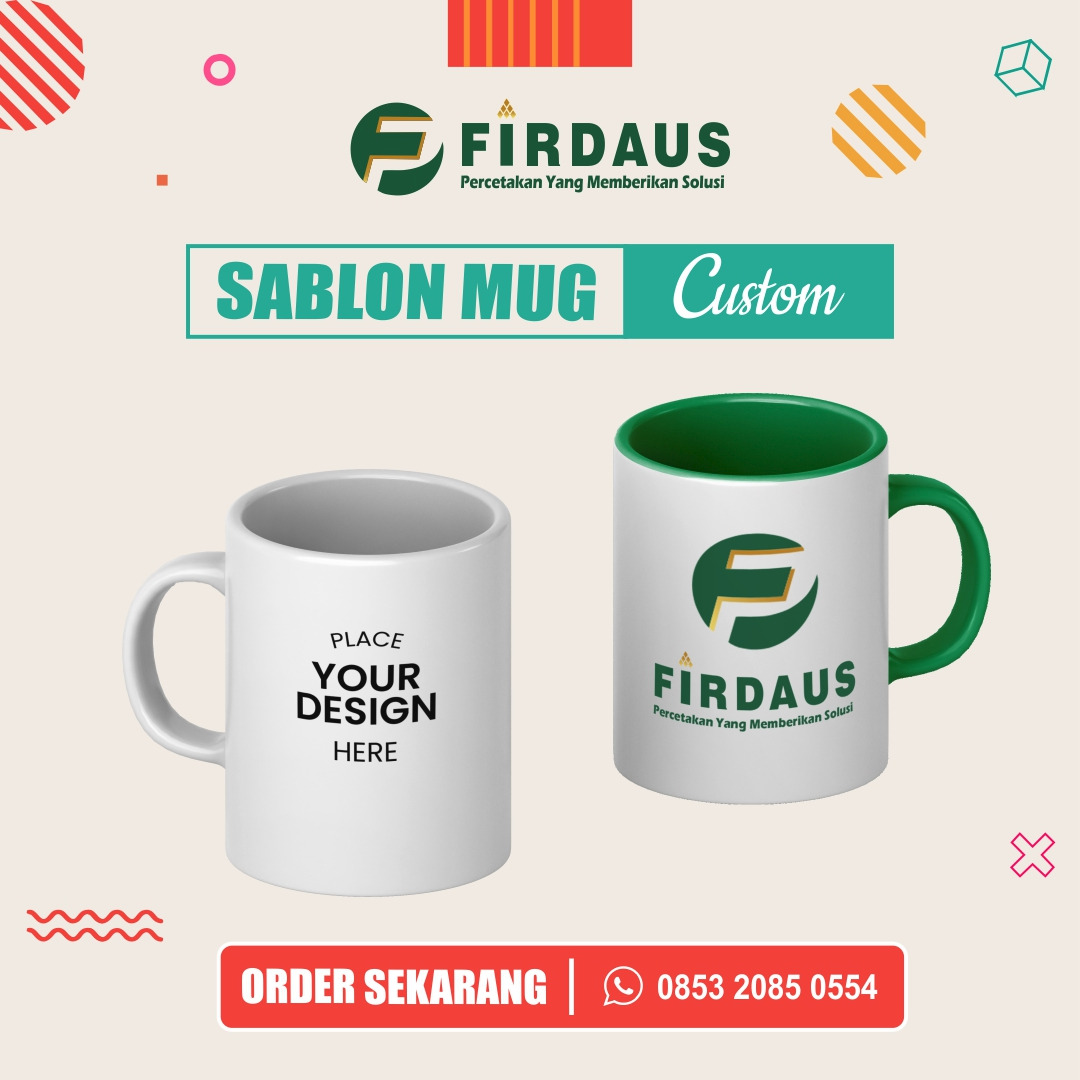 FIRDAUS
Percetakan Yang Memberikan Solusi
SABLON MUG Custom
PLACE
YOUR
DESIGN
HERE
FIRDAUS
Percetakan Yang Memberikan Solusi
ORDER SEKARANG 0853 2085 0554